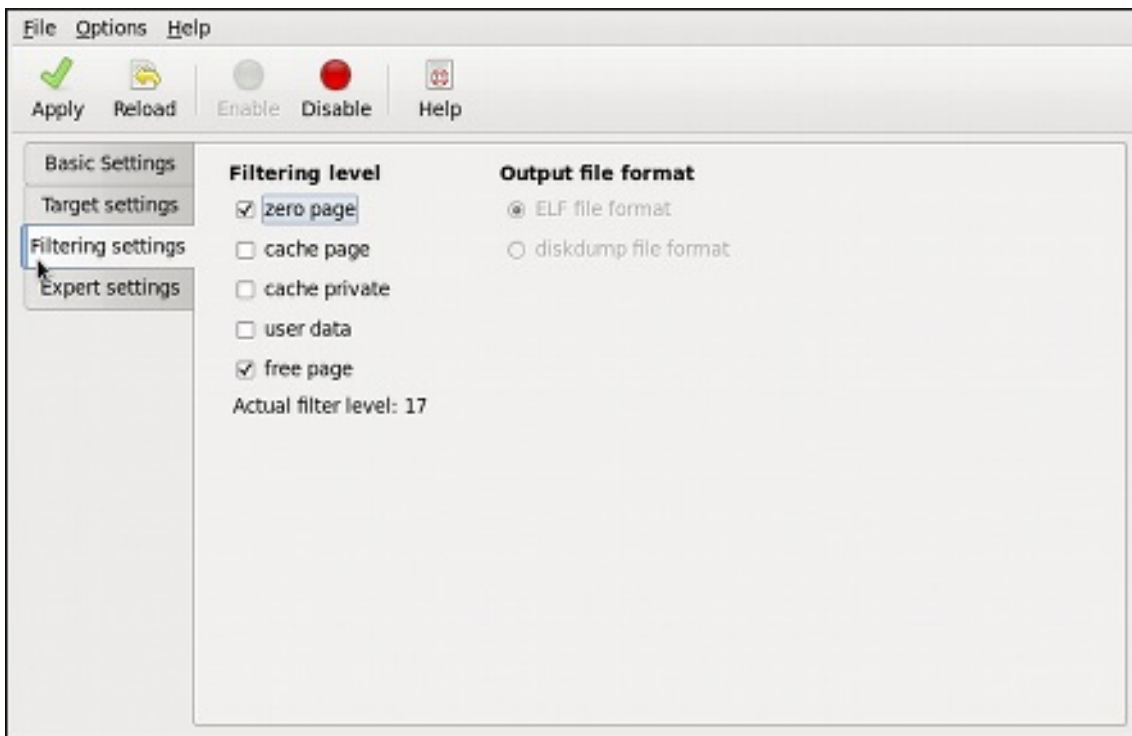 File Options Help
Apply Reload Enable Disable Help
Basic Settings
Target settings
Filtering settings
Expert settings
Filtering level
zero page
cache page
cache private
user data
free page
Actual filter level: 17
Output file format
ELF file format
diskdump file format